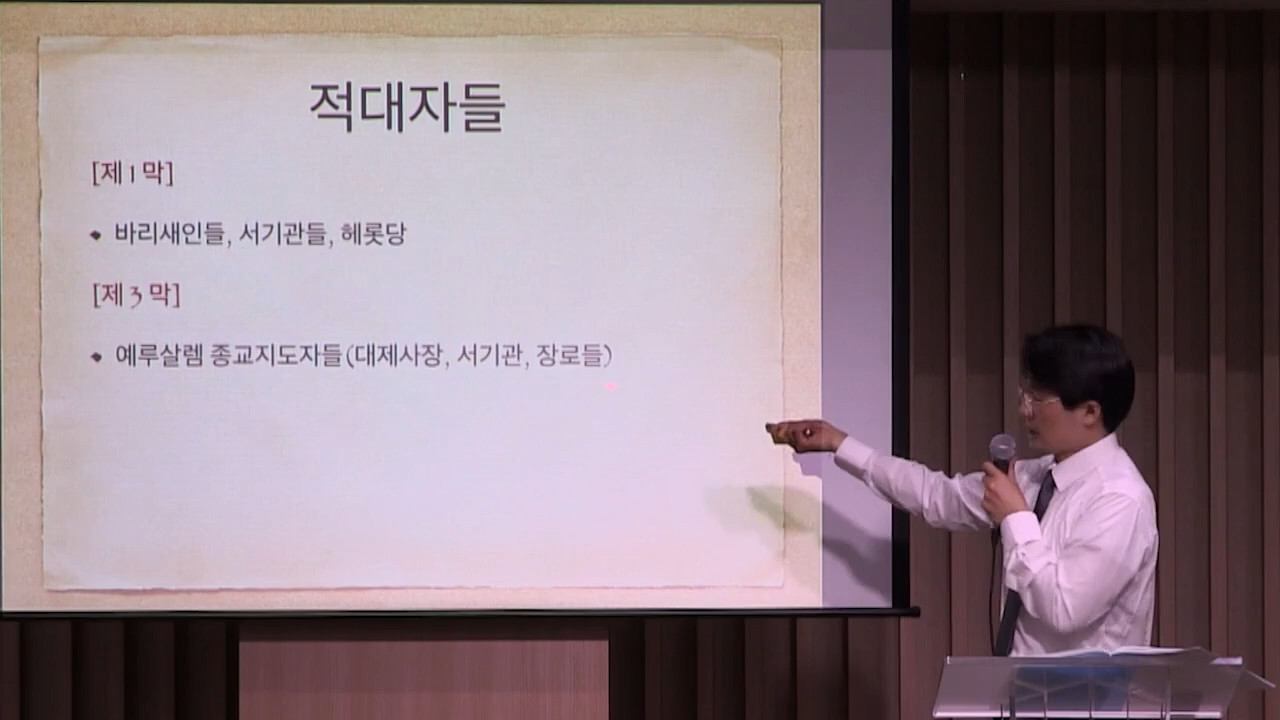 적대자들
[제 1 막]
바리새인들, 서기관들, 헤롯당
[제 3 막]
예루살렘 종교지도자들(대제사장, 서기관, 장로들)